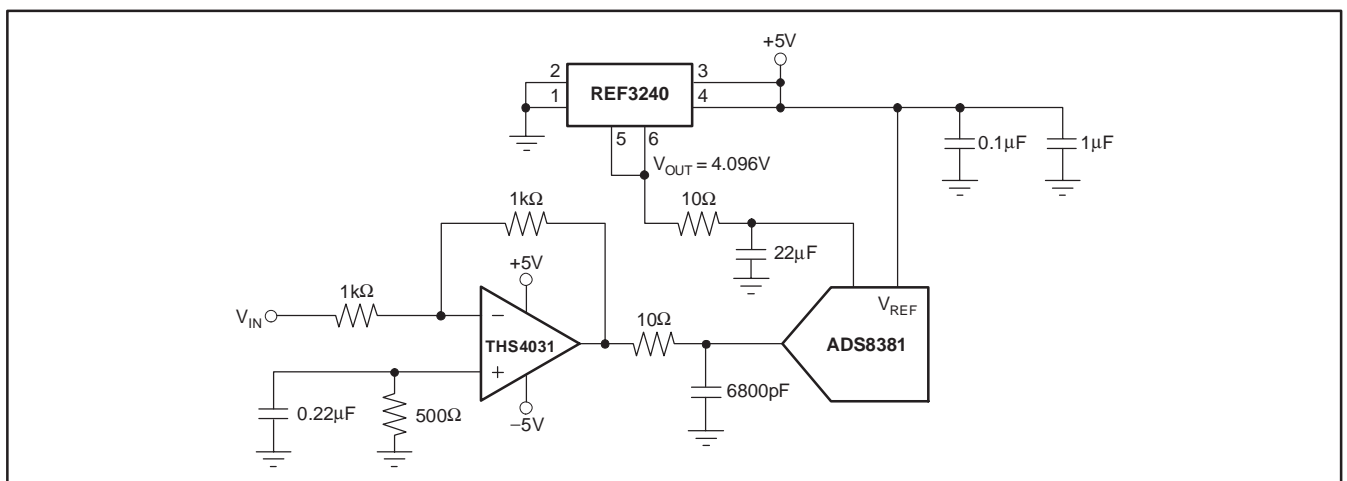 +5V
2
REF3240
3
1
4
5
6
0.1μF
1μF
V_OUT = 4.096V
1kΩ
10Ω
22μF
+5V
1kΩ
V_REF
V_IN
−
10Ω
THS4031
ADS8381
+
6800pF
0.22μF
500Ω
−5V